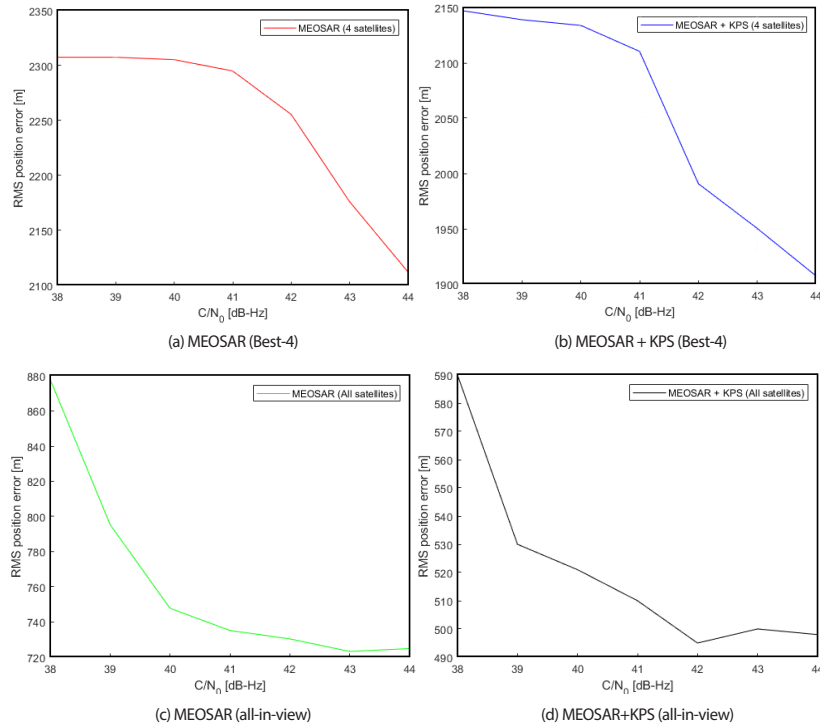 2350
2300
2250
2200
2150
2100
RMS position error [m]
MEOSAR (4 satellites)
38 39 40 41 42 43 44
C/N0 [dB-Hz]
(a) MEOSAR (Best-4)
2150
2100
2050
2000
1950
1900
RMS position error [m]
MEOSAR + KPS (4 satellites)
38 39 40 41 42 43 44
C/N0 [dB-Hz]
(b) MEOSAR + KPS (Best-4)
880
860
840
820
800
780
760
740
720
RMS position error [m]
MEOSAR (All satellites)
38 39 40 41 42 43 44
C/N0 [dB-Hz]
(c) MEOSAR (all-in-view)
590
580
570
560
550
540
530
520
510
500
490
RMS position error [m]
MEOSAR + KPS (All satellites)
38 39 40 41 42 43 44
C/N0 [dB-Hz]
(d) MEOSAR+KPS (all-in-view)